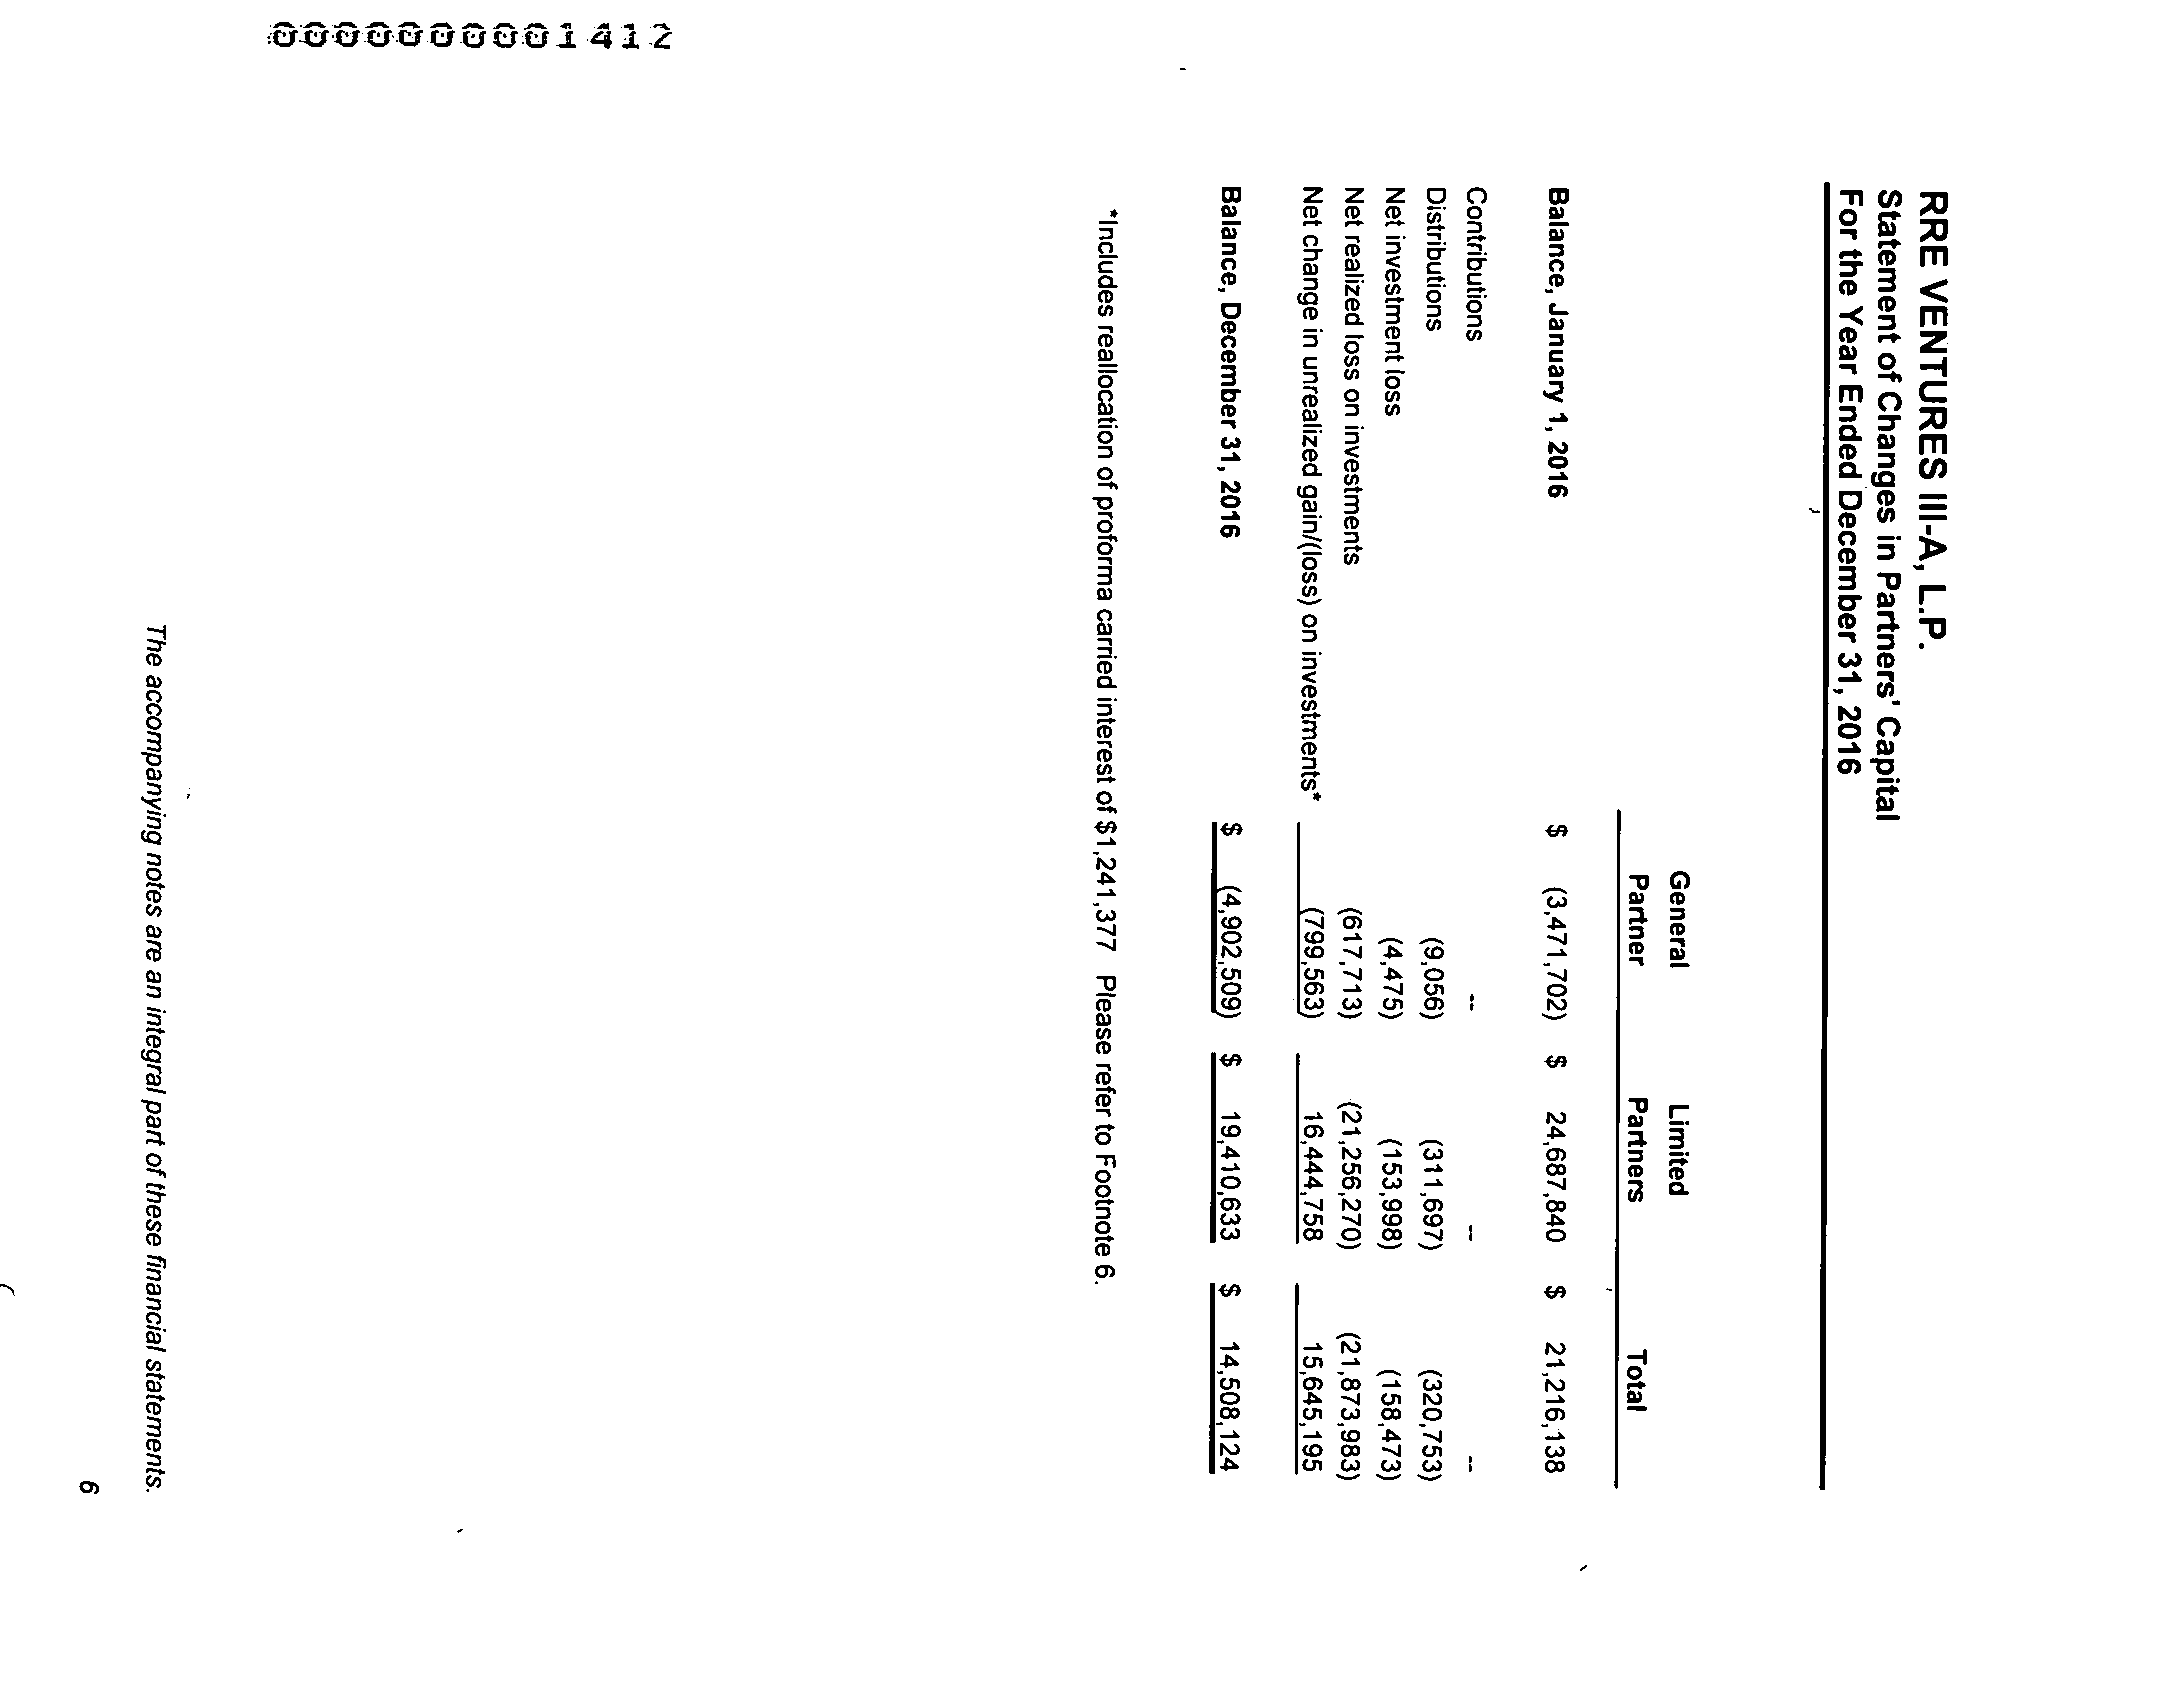 0000000001412
RRE VENTURES III-A, L.P.
Statement of Changes in Partners' Capital
For the Year Ended December 31, 2016
General Limited
Partner Partners Total
Balance, January 1, 2016 $ (3,471,702) $ 24,687,840 $ 21,216,138
Contributions -- -- --
Distributions (9,056) (311,697) (320,753)
Net investment loss (4,475) (153,998) (158,473)
Net realized loss on investments (617,713) (21,256,270) (21,873,983)
Net change in unrealized gain/(loss) on investments* (799,563) 16,444,758 15,645,195
Balance, December 31, 2016 $ (4,902,509) $ 19,410,633 $ 14,508,124
*Includes reallocation of proforma carried interest of $1,241,377 Please refer to Footnote 6.
The accompanying notes are an integral part of these financial statements.
6